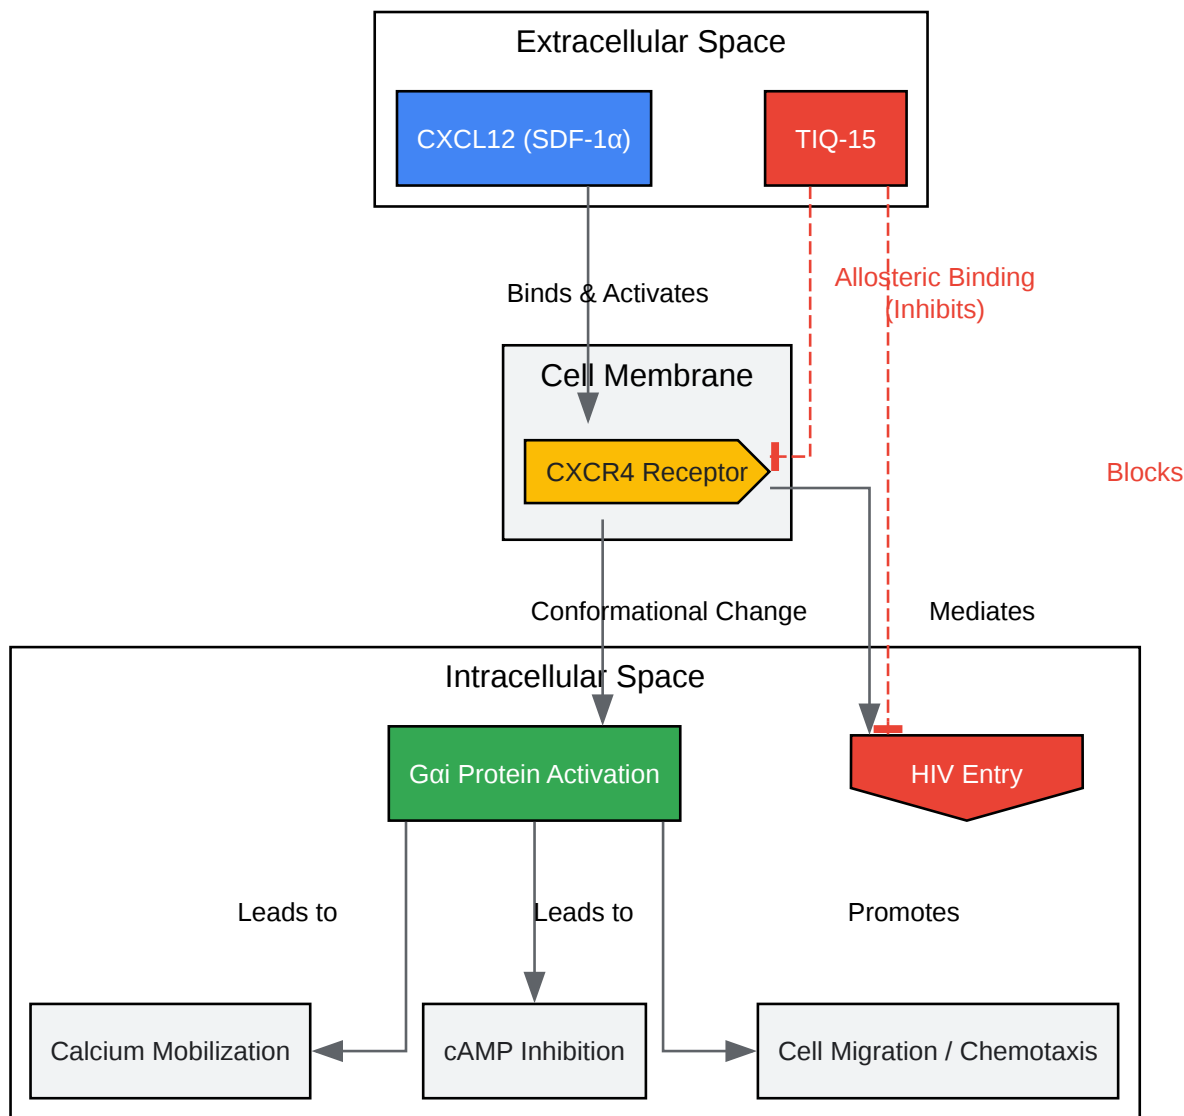 Extracellular Space
CXCL12 (SDF-1α)
TIQ-15
Binds & Activates
Allosteric Binding
(Inhibits)
Cell Membrane
CXCR4 Receptor
Blocks
Conformational Change
Mediates
Intracellular Space
Gαi Protein Activation
HIV Entry
Leads to
Leads to
Promotes
Calcium Mobilization
cAMP Inhibition
Cell Migration / Chemotaxis